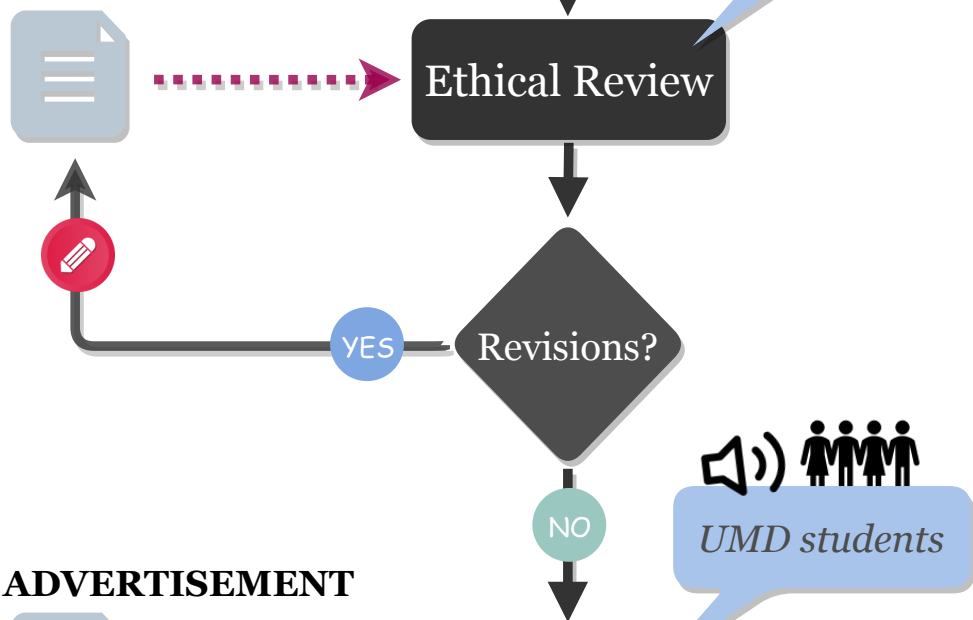 Ethical Review
YES
Revisions?
NO
UMD students
ADVERTISEMENT